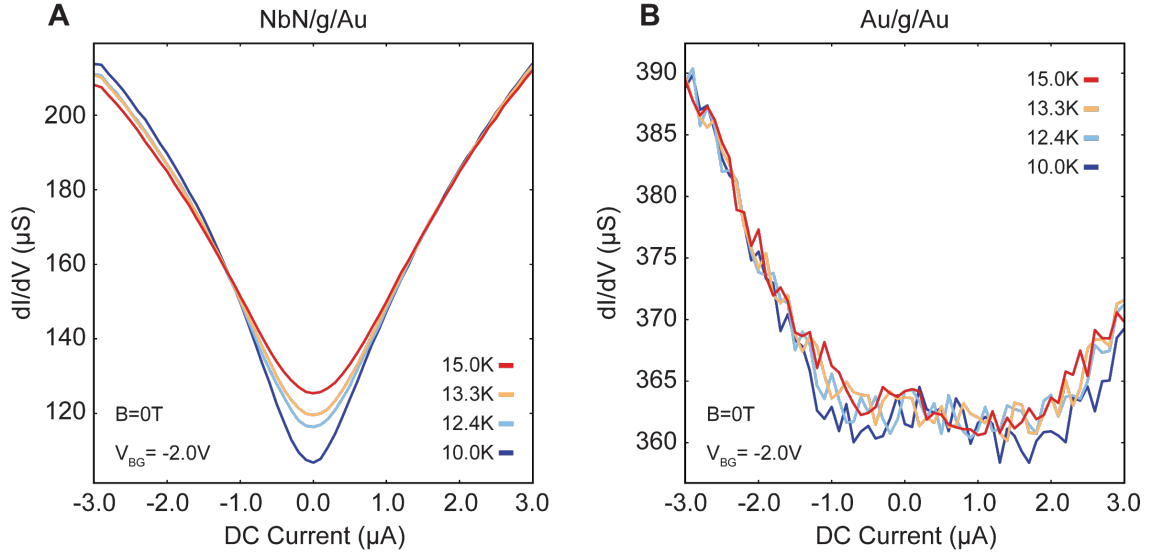 A
NbN/g/Au
dI/dV (µS)
200
180
160
140
120
-3.0
-2.0
-1.0
0.0
1.0
2.0
3.0
DC Current (µA)
15.0K
13.3K
12.4K
10.0K
B=0T
VBG= -2.0V
B
Au/g/Au
dI/dV (µS)
390
385
380
375
370
365
360
-3.0
-2.0
-1.0
0.0
1.0
2.0
3.0
DC Current (µA)
15.0K
13.3K
12.4K
10.0K
B=0T
VBG= -2.0V